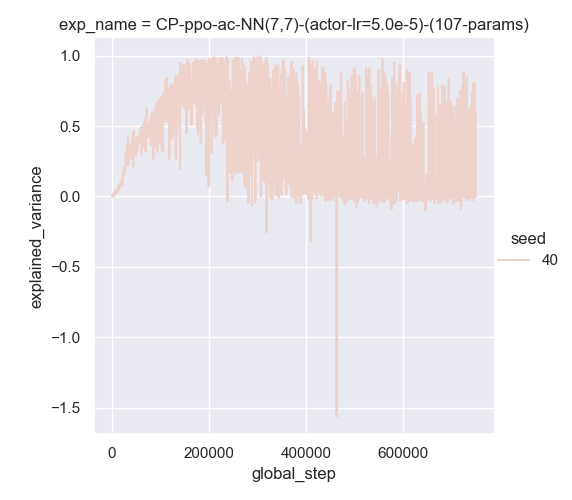 exp_name = CP-ppo-ac-NN(7,7)-(actor-lr=5.0e-5)-(107-params)
1.0
0.5
0.0
−0.5
−1.0
−1.5
explained_variance
seed
40
0
200000
400000
600000
global_step